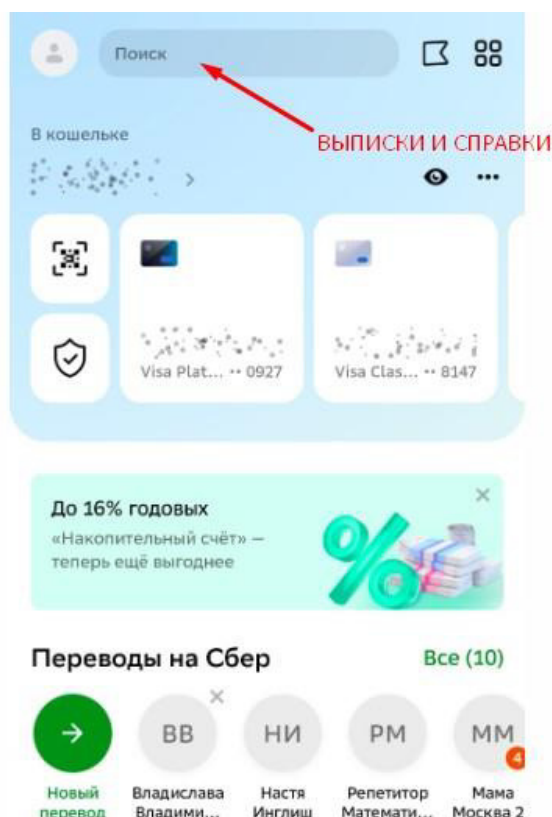 Поиск
ВЫПИСКИ И СПРАВКИ
В кошельке
Visa Plat... ·· 0927
Visa Clas... ·· 8147
До 16% годовых
«Накопительный счёт» —
теперь ещё выгоднее
Переводы на Сбер
Все (10)
ВВ
НИ
РМ
ММ
4
Новый
перевод
Владислава
Владими...
Настя
Инглиш
Репетитор
Математи...
Мама
Москва 2